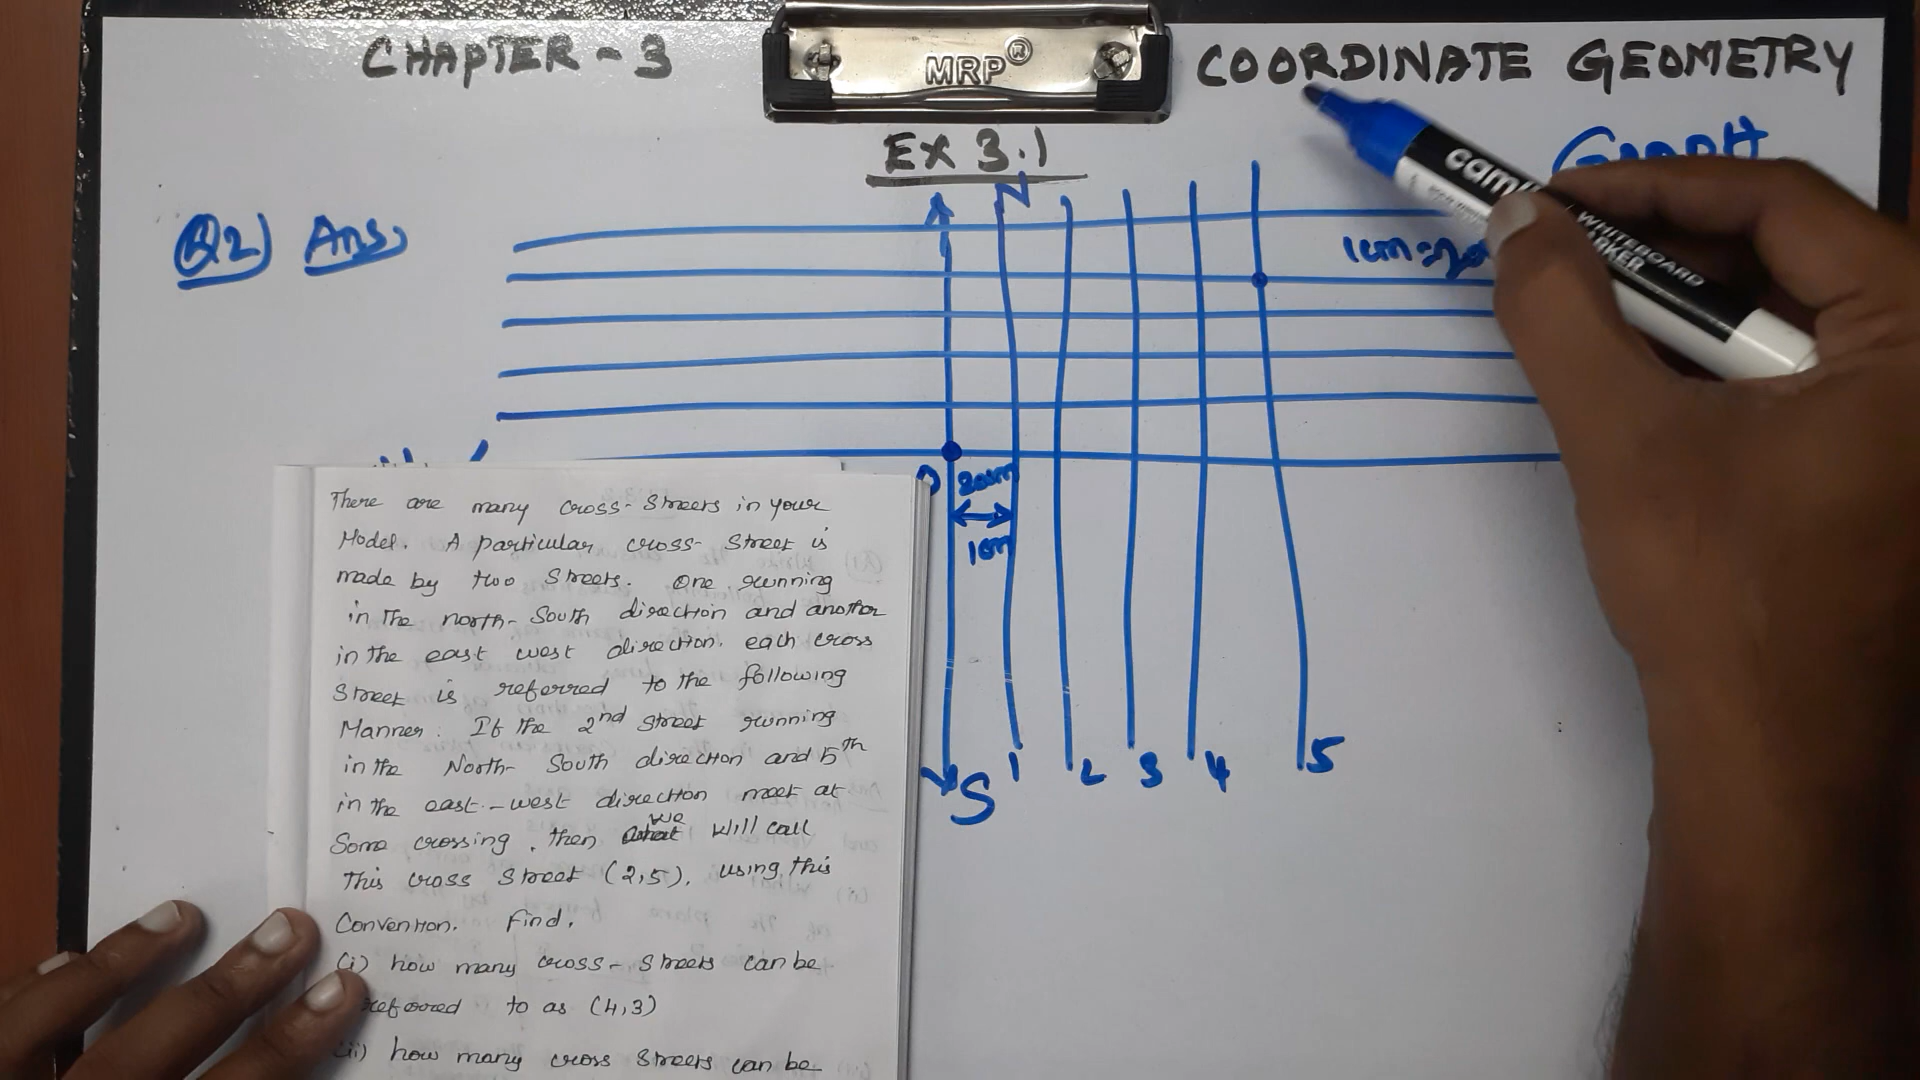 CHAPTER - 3
MRP®
COORDINATE GEOMETRY
EX 3.1
Q2) Ans,
N
1cm =
camlin
WHITEBOARD
MARKER
200m
1cm
S
1 2 3 4 5
There are many cross-streets in your
Model. A particular cross-street is
made by two streets. One running
in the north-South direction and another
in the east west direction. each cross
street is referred to the following
Manner: If the 2nd street running
in the North- South direction and 5th
in the east-west direction meet at
Some crossing, then we will call
this cross street (2,5), using this
Convention. Find.
(i) how many cross-streets can be
referred to as (4,3)
(ii) how many cross streets can be